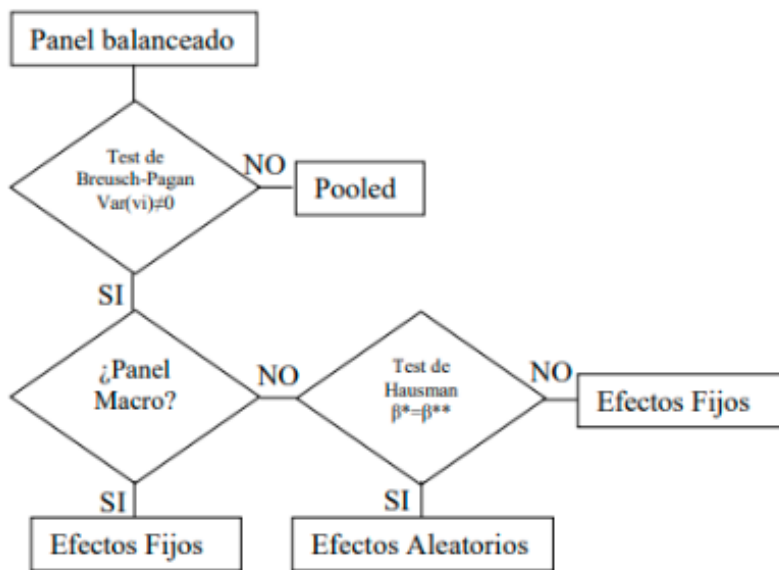 Panel balanceado
Test de
Breusch-Pagan
Var(vi)≠0
NO
Pooled
SI
¿Panel
Macro?
NO
Test de
Hausman
β*=β**
NO
Efectos Fijos
SI
Efectos Fijos
SI
Efectos Aleatorios